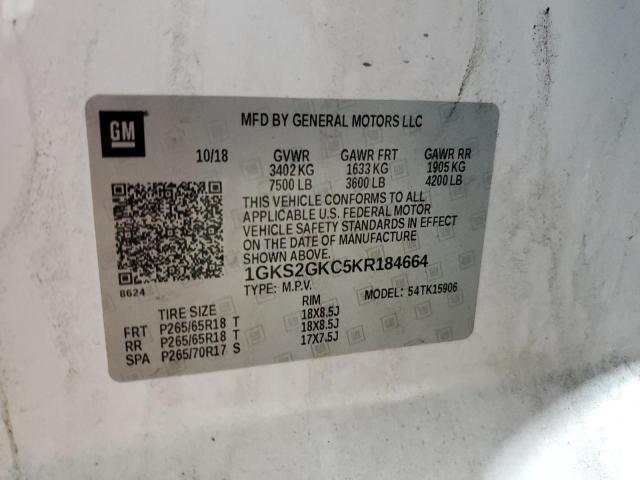 GM
MFD BY GENERAL MOTORS LLC
10/18 GVWR GAWR FRT GAWR RR
3402 KG 1633 KG 1905 KG
7500 LB 3600 LB 4200 LB
THIS VEHICLE CONFORMS TO ALL
APPLICABLE U.S. FEDERAL MOTOR
VEHICLE SAFETY STANDARDS IN EFFECT
ON THE DATE OF MANUFACTURE
SHOWN ABOVE.
1GKS2GKC5KR184664
8624
TYPE: M.P.V. MODEL: 54TK15906
TIRE SIZE RIM
FRT P265/65R18 T 18X8.5J
RR P265/65R18 T 18X8.5J
SPA P265/70R17 S 17X7.5J